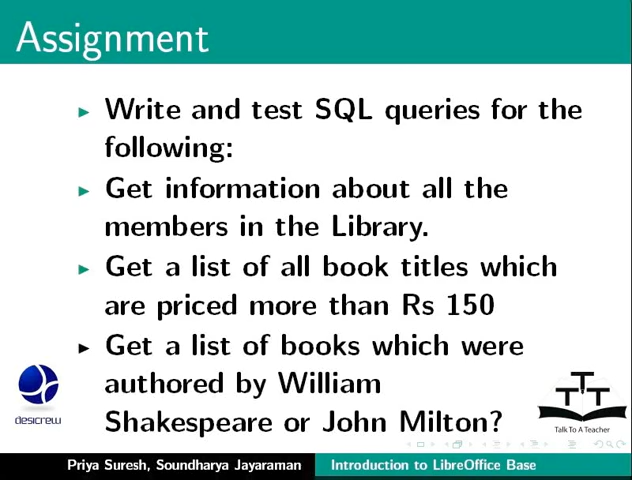 Assignment
Write and test SQL queries for the
following:
Get information about all the
members in the Library.
Get a list of all book titles which
are priced more than Rs 150
Get a list of books which were
authored by William
Shakespeare or John Milton?
desicrew
TTT
Talk To A Teacher
Priya Suresh, Soundharya Jayaraman Introduction to LibreOffice Base